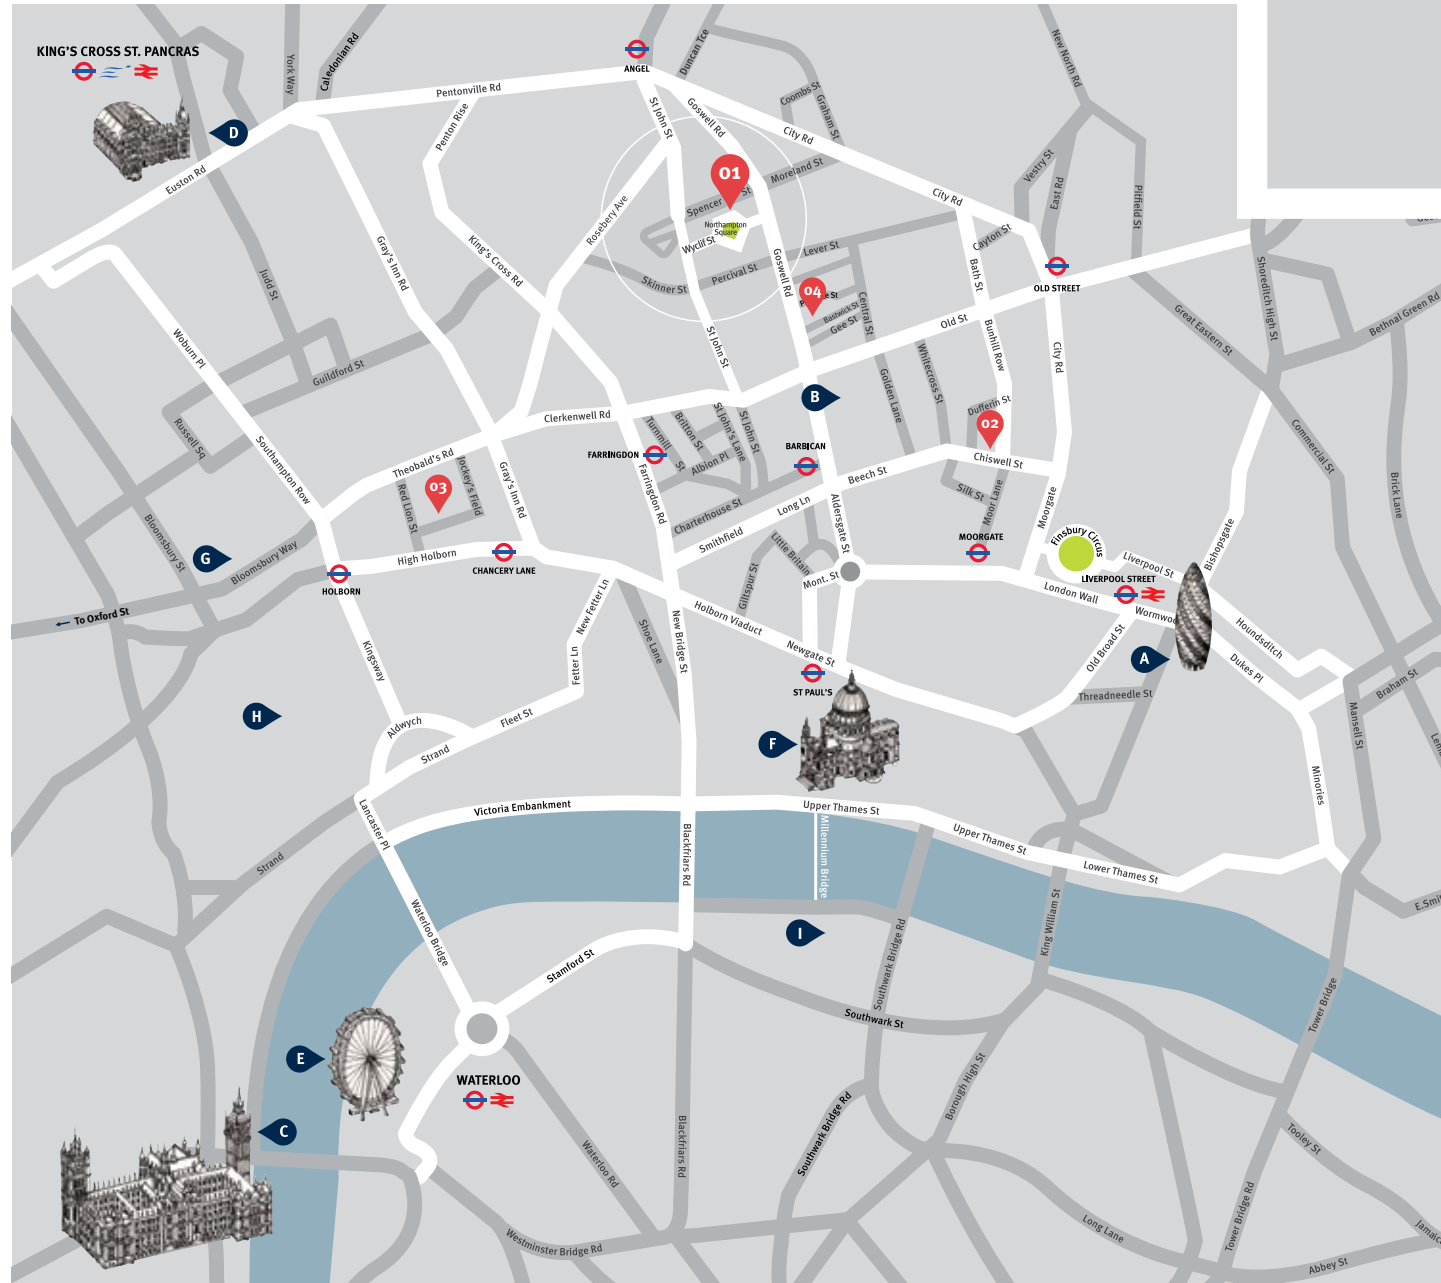 KING'S CROSS ST. PANCRAS
York Way
Caledonian Rd
ANGEL
Duncan Tce
New North Rd
Pentonville Rd
Penton Rise
St John St
Goswell Rd
Coombs St
Graham St
City Rd
D
Euston Rd
01
Moreland St
Spencer St
Northampton
Square
Wyclif St
Rosebery Ave
Vestry St
East Rd
Pitfield St
City Rd
Cayton St
Gray's Inn Rd
King's Cross Rd
Skinner St
Percival St
Lever St
Goswell Rd
Bath St
OLD STREET
Judd St
04
Bastwick St
Gee St
Central St
Old St
Shoreditch High St
Great Eastern St
Bethnal Green Rd
Woburn Pl
Guildford St
St John St
Whitecross St
Golden Lane
Bunhill Row
City Rd
B
Dufferin St
02
Clerkenwell Rd
Russell Sq
Southampton Row
Theobald's Rd
Turnmill St
Britton St
St John's Lane
St John St
Albion Pl
FARRINGDON
BARBICAN
Beech St
Chiswell St
Commercial St
Brick Lane
Jockey's Field
Red Lion St
03
Gray's Inn Rd
Farringdon Rd
Charterhouse St
Long Ln
Smithfield
Aldersgate St
Silk St
Moor Lane
Moorgate
MOORGATE
Finsbury Circus
Liverpool St
LIVERPOOL STREET
Bishopsgate
Bloomsbury St
G
Bloomsbury Way
High Holborn
CHANCERY LANE
HOLBORN
To Oxford St
Little Britain
Giltspur St
Mont. St
London Wall
New Fetter Ln
Fetter Ln
Shoe Lane
New Bridge St
Holborn Viaduct
Newgate St
ST PAUL'S
Old Broad St
A
Threadneedle St
Houndsditch
Dukes Pl
Braham St
Mansell St
Kingsway
H
Aldwych
Strand
Fleet St
F
Minories
Lancaster Pl
Victoria Embankment
Upper Thames St
Upper Thames St
Lower Thames St
Millennium Bridge
Blackfriars Rd
Strand
Waterloo Bridge
Stamford St
I
Southwark Bridge Rd
King William St
Southwark St
Tower Bridge
E
WATERLOO
C
Waterloo Rd
Blackfriars Rd
Southwark Bridge Rd
Borough High St
Tooley St
Tower Bridge Rd
Long Lane
Westminster Bridge Rd
Abbey St